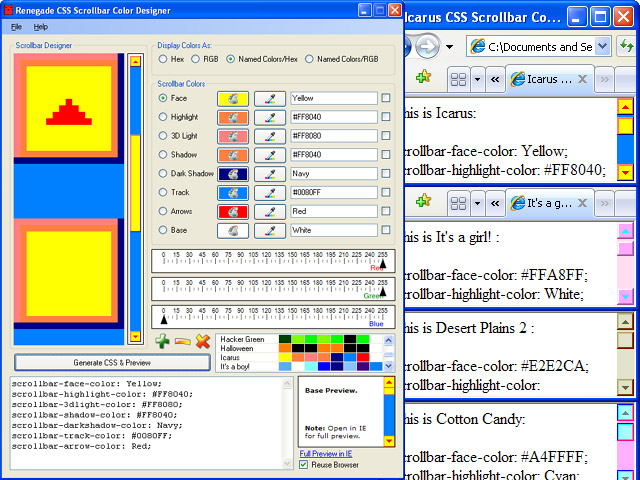 Renegade CSS Scrollbar Color Designer
File Help
Scrollbar Designer
Display Colors As:
Hex RGB Named Colors/Hex Named Colors/RGB
Scrollbar Colors
Face Yellow
Highlight #FF8040
3D Light #FF8080
Shadow #FF8040
Dark Shadow Navy
Track #0080FF
Arrows Red
Base White
0 15 30 45 60 75 90 105 120 135 150 165 180 195 210 225 240 255
Red
0 15 30 45 60 75 90 105 120 135 150 165 180 195 210 225 240 255
Green
0 15 30 45 60 75 90 105 120 135 150 165 180 195 210 225 240 255
Blue
Hacker Green
Halloween
Icarus
It's a boy!
Generate CSS & Preview
scrollbar-face-color: Yellow;
scrollbar-highlight-color: #FF8040;
scrollbar-3dlight-color: #FF8080;
scrollbar-shadow-color: #FF8040;
scrollbar-darkshadow-color: Navy;
scrollbar-track-color: #0080FF;
scrollbar-arrow-color: Red;
Base Preview.
Note: Open in IE
for full preview.
Full Preview in IE
Reuse Browser
Icarus CSS Scrollbar Co...
C:\Documents and Se
Icarus ...
his is Icarus:
crollbar-face-color: Yellow;
crollbar-highlight-color: #FF8040;
It's a g...
his is It's a girl! :
crollbar-face-color: #FFA8FF;
crollbar-highlight-color: White;
his is Desert Plains 2 :
crollbar-face-color: #E2E2CA;
crollbar-highlight-color:
his is Cotton Candy:
crollbar-face-color: #A4FFFF;
crollbar-highlight-color: Cyan;